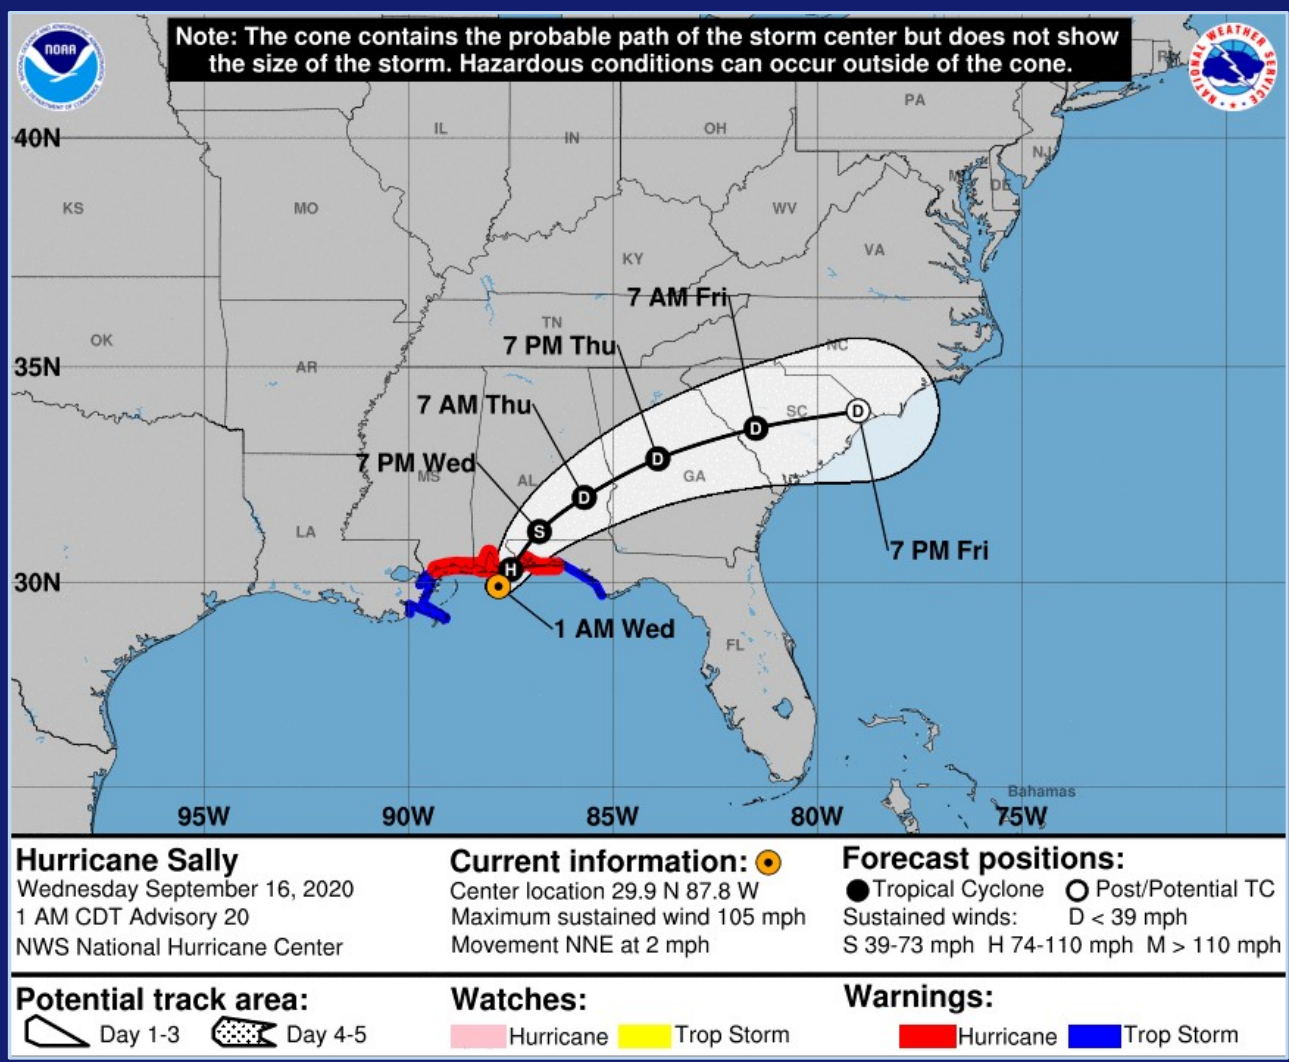 Note: The cone contains the probable path of the storm center but does not show
the size of the storm. Hazardous conditions can occur outside of the cone.
NOAA
NATIONAL WEATHER SERVICE
40N
35N
30N
95W
90W
85W
80W
75W
PA
NJ
DE
IL
IN
OH
KS
MO
WV
VA
KY
TN
NC
OK
AR
SC
MS
AL
GA
LA
FL
Bahamas
7 AM Fri
7 PM Thu
7 AM Thu
7 PM Wed
1 AM Wed
7 PM Fri
H
S
D
D
D
D
Hurricane Sally
Wednesday September 16, 2020
1 AM CDT Advisory 20
NWS National Hurricane Center
Current information:
Center location 29.9 N 87.8 W
Maximum sustained wind 105 mph
Movement NNE at 2 mph
Forecast positions:
Tropical Cyclone Post/Potential TC
Sustained winds: D < 39 mph
S 39-73 mph H 74-110 mph M > 110 mph
Potential track area:
Day 1-3 Day 4-5
Watches:
Hurricane Trop Storm
Warnings:
Hurricane Trop Storm